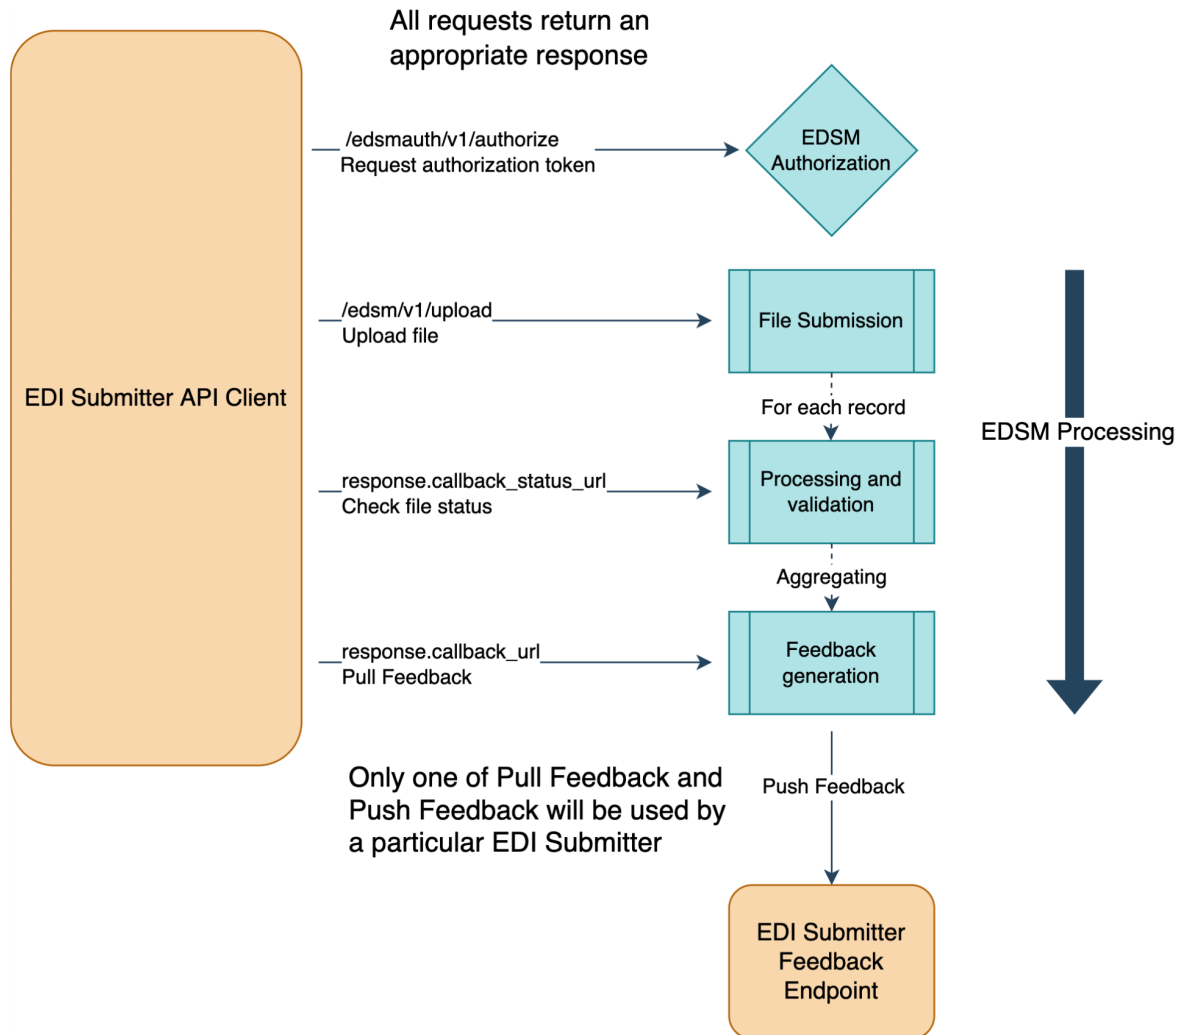 All requests return an
appropriate response
/edsmauth/v1/authorize
Request authorization token
EDSM
Authorization
/edsm/v1/upload
Upload file
File Submission
EDI Submitter API Client
For each record
EDSM Processing
response.callback_status_url
Check file status
Processing and
validation
Aggregating
response.callback_url
Pull Feedback
Feedback
generation
Only one of Pull Feedback and
Push Feedback will be used by
a particular EDI Submitter
Push Feedback
EDI Submitter
Feedback
Endpoint